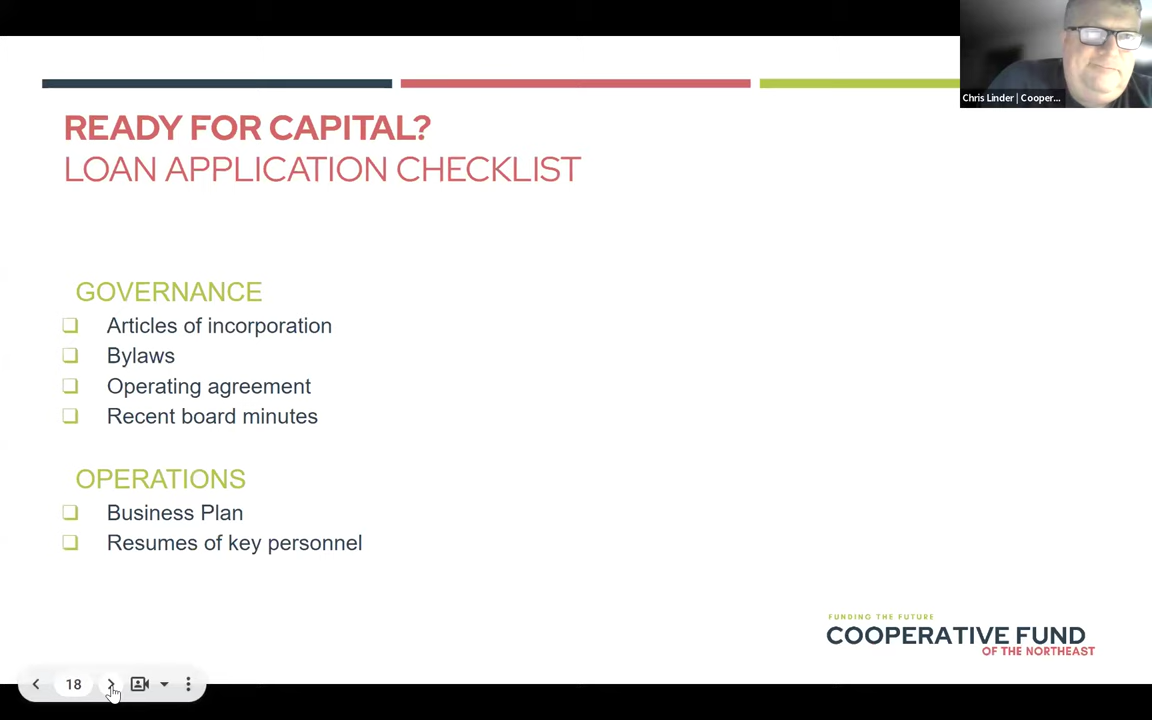 Chris Linder | Cooper...
READY FOR CAPITAL?
LOAN APPLICATION CHECKLIST
GOVERNANCE
Articles of incorporation
Bylaws
Operating agreement
Recent board minutes
OPERATIONS
Business Plan
Resumes of key personnel
FUNDING THE FUTURE
COOPERATIVE FUND
OF THE NORTHEAST
18